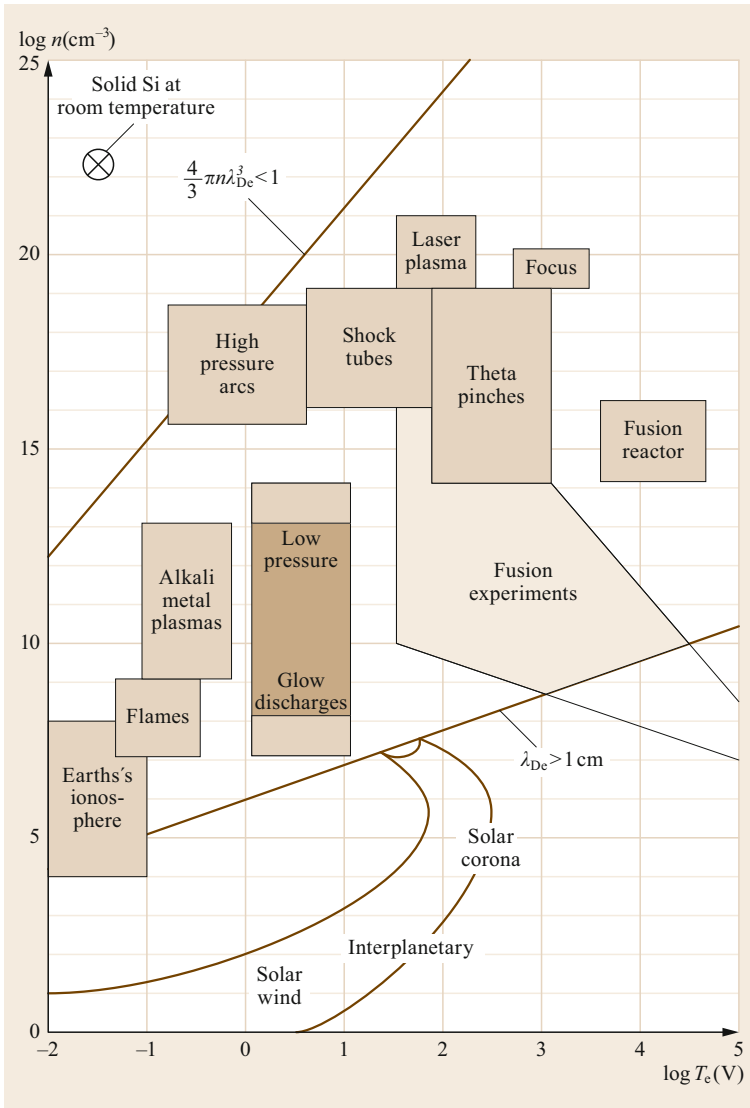 log n(cm⁻³)
25
Solid Si at
room temperature
4/3 πnλ³De<1
20
Laser
plasma
Focus
High
pressure
arcs
Shock
tubes
Theta
pinches
15
Fusion
reactor
Low
pressure
Alkali
metal
plasmas
Fusion
experiments
10
Glow
discharges
Flames
λDe>1 cm
Earths´s
ionos-
phere
5
Solar
corona
Interplanetary
Solar
wind
0
−2 −1 0 1 2 3 4 5
log Te(V)